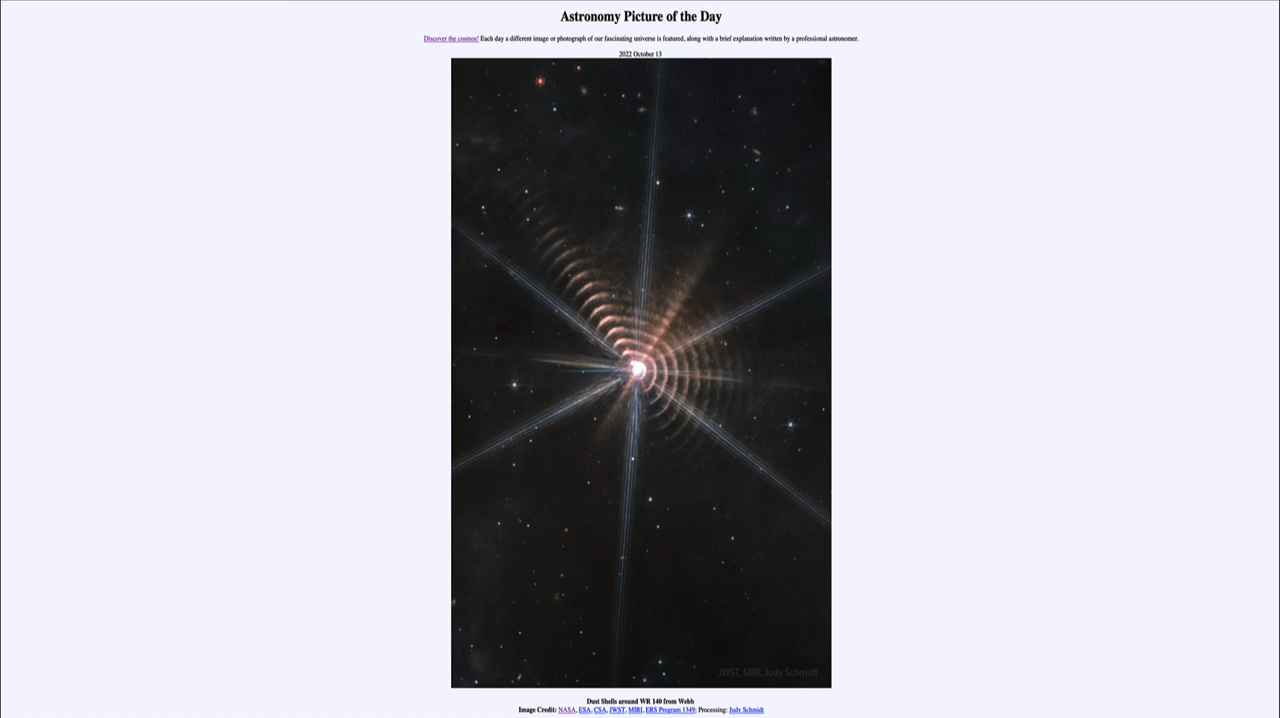 Astronomy Picture of the Day
Discover the cosmos! Each day a different image or photograph of our fascinating universe is featured, along with a brief explanation written by a professional astronomer.
2022 October 13
JWST, MIRI, Judy Schmidt
Dust Shells around WR 140 from Webb
Image Credit: NASA, ESA, CSA, JWST, MIRI, ERS Program 1349; Processing: Judy Schmidt